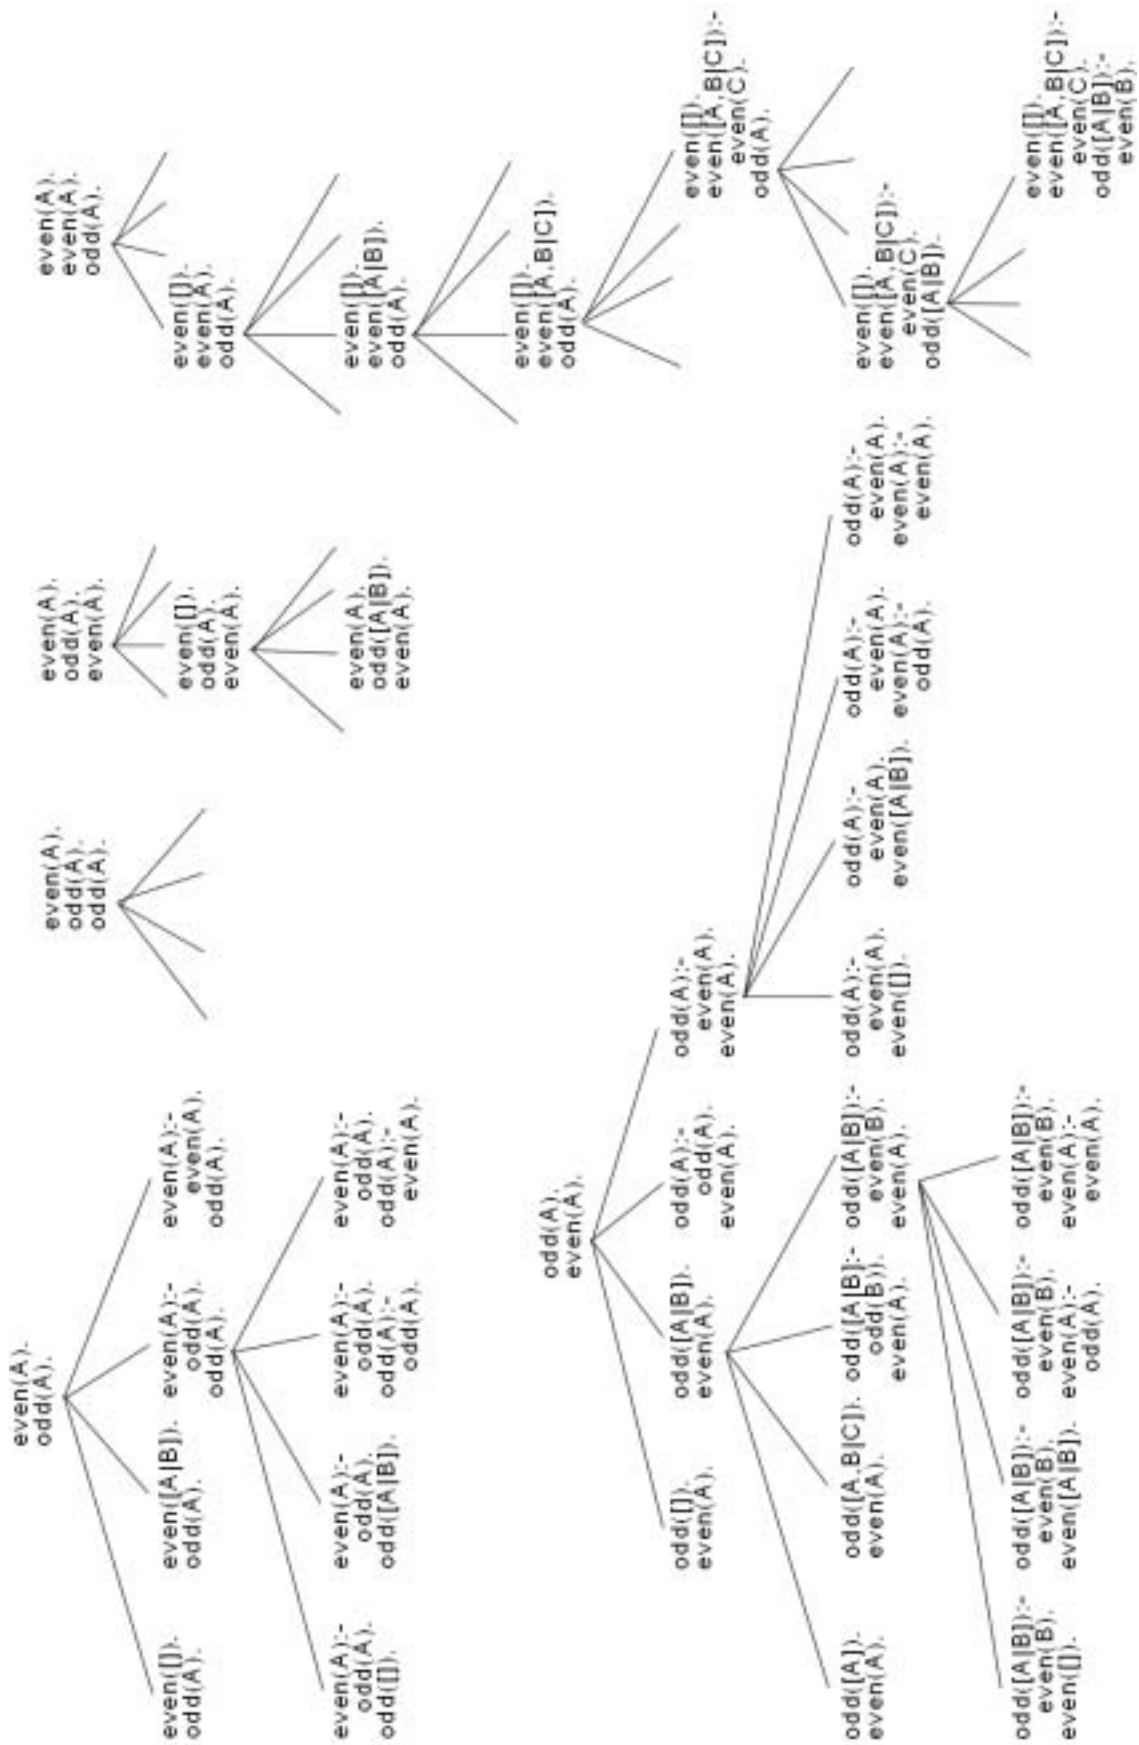 even(A).
odd(A).
even([]).
odd(A).
even([A|B]).
odd(A).
even(A):-
odd(A).
odd(A).
even(A):-
even(A).
odd(A).
even(A):-
odd(A).
odd([]).
even(A):-
odd(A).
odd([A|B]).
even(A):-
odd(A).
odd(A):-
odd(A).
even(A):-
odd(A).
odd(A):-
even(A).
even(A).
odd(A).
odd(A).
even(A).
odd(A).
even(A).
even([]).
odd(A).
even(A).
even(A).
odd([A|B]).
even(A).
even(A).
even(A).
odd(A).
even([]).
even(A).
odd(A).
even([]).
even([A|B]).
odd(A).
even([]).
even([A,B|C]).
odd(A).
even([]).
even([A,B|C]):-
even(C).
odd(A).
even([]).
even([A,B|C]):-
even(C).
odd([A|B]).
even([]).
even([A,B|C]):-
even(C).
odd([A|B]):-
even(B).
odd(A).
even(A).
odd([]).
even(A).
odd([A|B]).
even(A).
odd(A):-
odd(A).
even(A).
odd(A):-
even(A).
even(A).
odd([A]).
even(A).
odd([A,B|C]).
even(A).
odd([A|B]:-
odd(B)).
even(A).
odd([A|B]):-
even(B).
even(A).
odd(A):-
even(A).
even([]).
odd(A):-
even(A).
even([A|B]).
odd(A):-
even(A).
even(A):-
odd(A).
odd(A):-
even(A).
even(A):-
even(A).
odd([A|B]):-
even(B).
even([]).
odd([A|B]):-
even(B).
even([A|B]).
odd([A|B]):-
even(B).
even(A):-
odd(A).
odd([A|B]):-
even(B).
even(A):-
even(A).